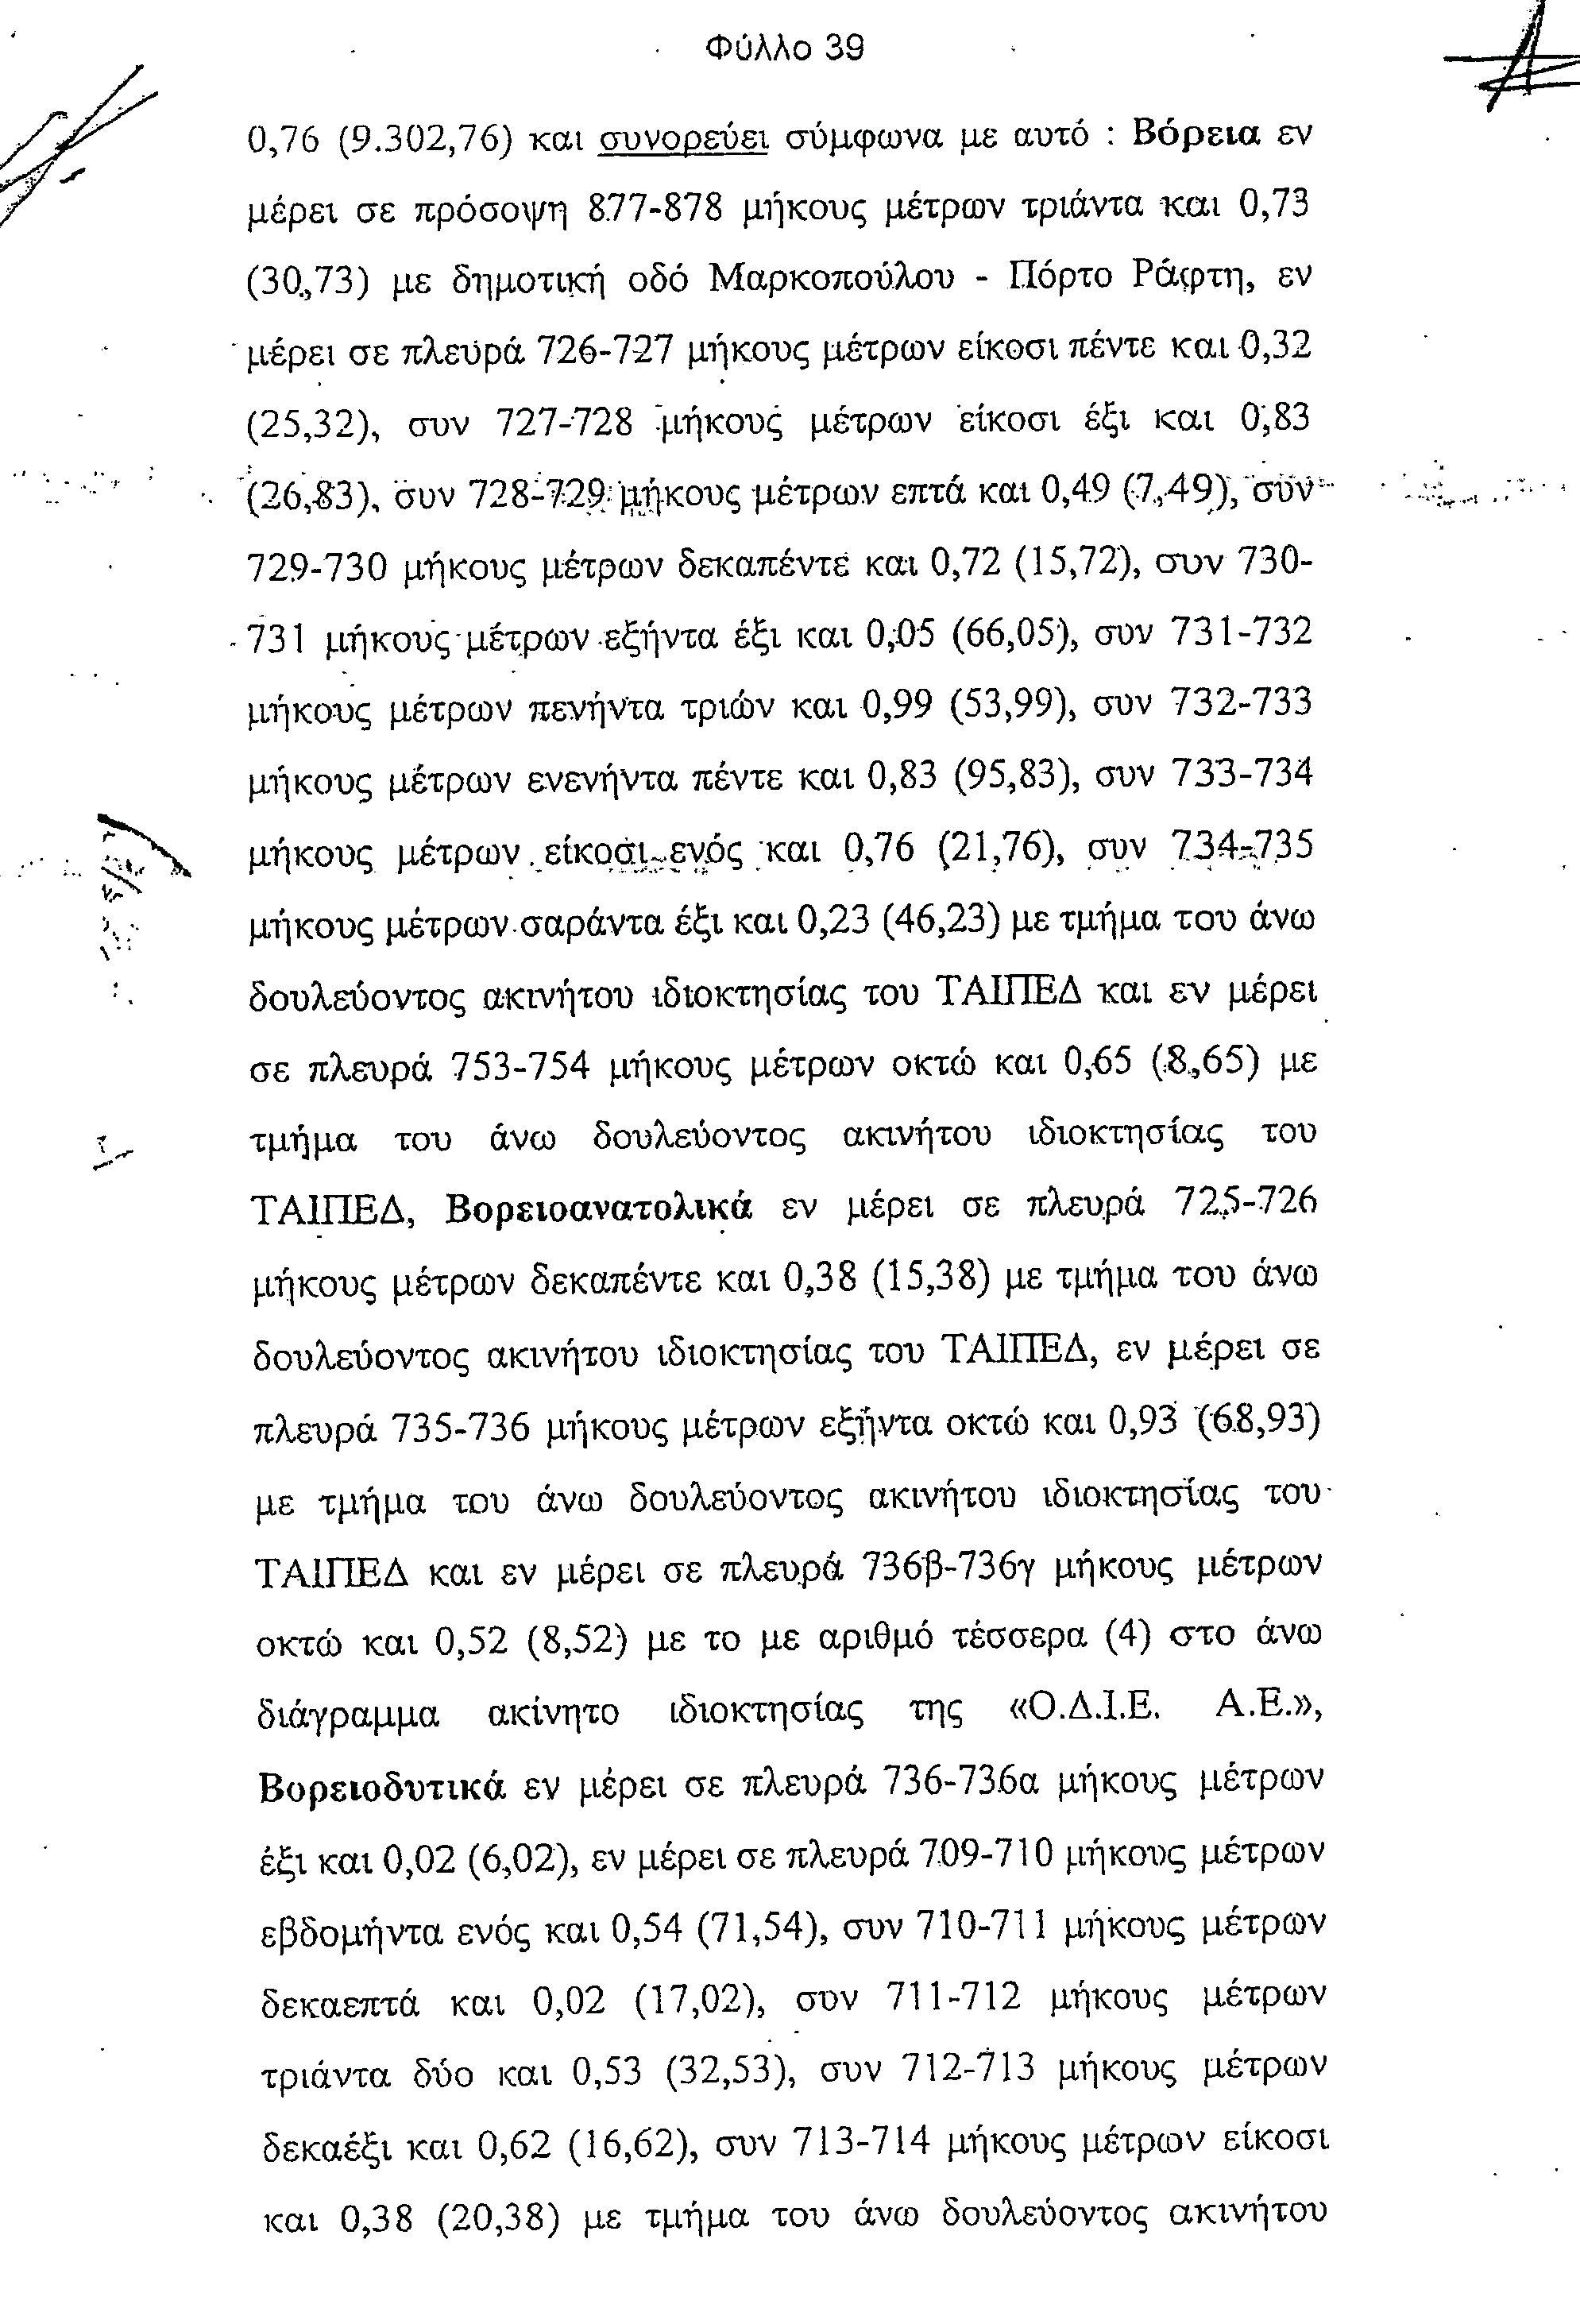 Φύλλο 39
0,76 (9.302,76) και συνορεύει σύμφωνα με αυτό : Βόρεια εν
μέρει σε πρόσοψη 877-878 μήκους μέτρων τριάντα και 0,73
(30,73) με δημοτική οδό Μαρκοπούλου - Πόρτο Ράφτη, εν
μέρει σε πλευρά 726-727 μήκους μέτρων είκοσι πέντε και 0,32
(25,32), συν 727-728 μήκους μέτρων είκοσι έξι και 0,83
(26,83), συν 728-729 μήκους μέτρων επτά και 0,49 (7,49), συν
729-730 μήκους μέτρων δεκαπέντε και 0,72 (15,72), συν 730-
731 μήκους μέτρων εξήντα έξι και 0,05 (66,05), συν 731-732
μήκους μέτρων πενήντα τριών και 0,99 (53,99), συν 732-733
μήκους μέτρων ενενήντα πέντε και 0,83 (95,83), συν 733-734
μήκους μέτρων είκοσι ενός και 0,76 (21,76), συν 734-735
μήκους μέτρων σαράντα έξι και 0,23 (46,23) με τμήμα του άνω
δουλεύοντος ακινήτου ιδιοκτησίας του ΤΑΙΠΕΔ και εν μέρει
σε πλευρά 753-754 μήκους μέτρων οκτώ και 0,65 (8,65) με
τμήμα του άνω δουλεύοντος ακινήτου ιδιοκτησίας του
ΤΑΙΠΕΔ, Βορειοανατολικά εν μέρει σε πλευρά 725-726
μήκους μέτρων δεκαπέντε και 0,38 (15,38) με τμήμα του άνω
δουλεύοντος ακινήτου ιδιοκτησίας του ΤΑΙΠΕΔ, εν μέρει σε
πλευρά 735-736 μήκους μέτρων εξήντα οκτώ και 0,93 (68,93)
με τμήμα του άνω δουλεύοντος ακινήτου ιδιοκτησίας του
ΤΑΙΠΕΔ και εν μέρει σε πλευρά 736β-736γ μήκους μέτρων
οκτώ και 0,52 (8,52) με το με αριθμό τέσσερα (4) στο άνω
διάγραμμα ακίνητο ιδιοκτησίας της «Ο.Δ.Ι.Ε. Α.Ε.»,
Βορειοδυτικά εν μέρει σε πλευρά 736-736α μήκους μέτρων
έξι και 0,02 (6,02), εν μέρει σε πλευρά 709-710 μήκους μέτρων
εβδομήντα ενός και 0,54 (71,54), συν 710-711 μήκους μέτρων
δεκαεπτά και 0,02 (17,02), συν 711-712 μήκους μέτρων
τριάντα δύο και 0,53 (32,53), συν 712-713 μήκους μέτρων
δεκαέξι και 0,62 (16,62), συν 713-714 μήκους μέτρων είκοσι
και 0,38 (20,38) με τμήμα του άνω δουλεύοντος ακινήτου